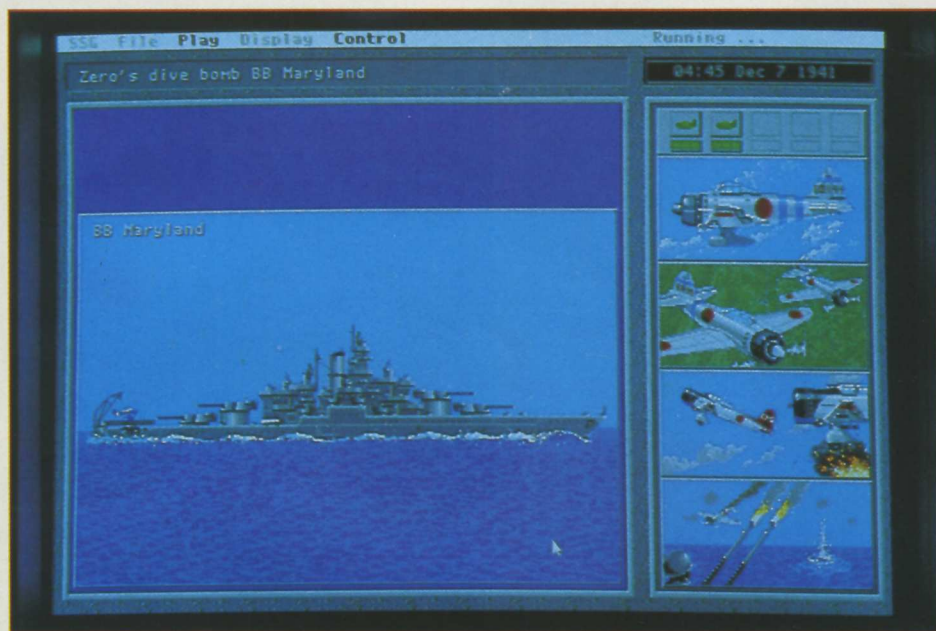 SSG File Play Display Control Running ...
Zero's dive bomb BB Maryland
04:45 Dec 7 1941
BB Maryland